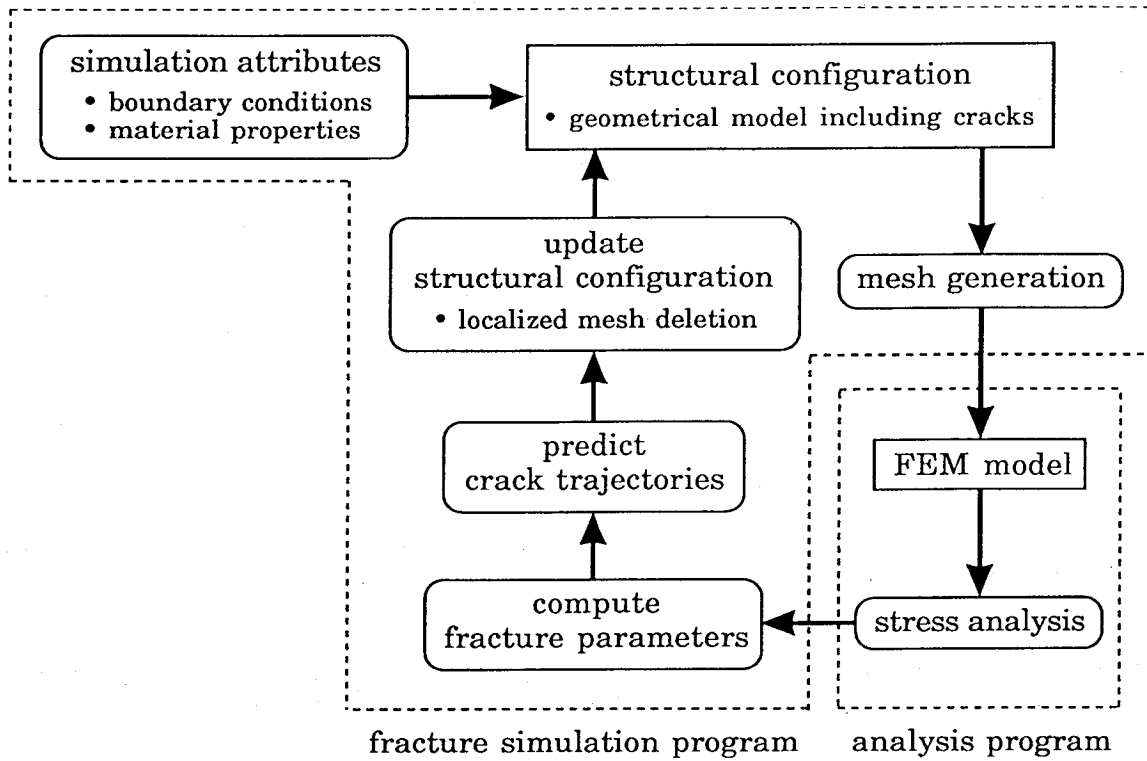 simulation attributes
• boundary conditions
• material properties
structural configuration
• geometrical model including cracks
update
structural configuration
• localized mesh deletion
mesh generation
predict
crack trajectories
FEM model
compute
fracture parameters
stress analysis
fracture simulation program
analysis program